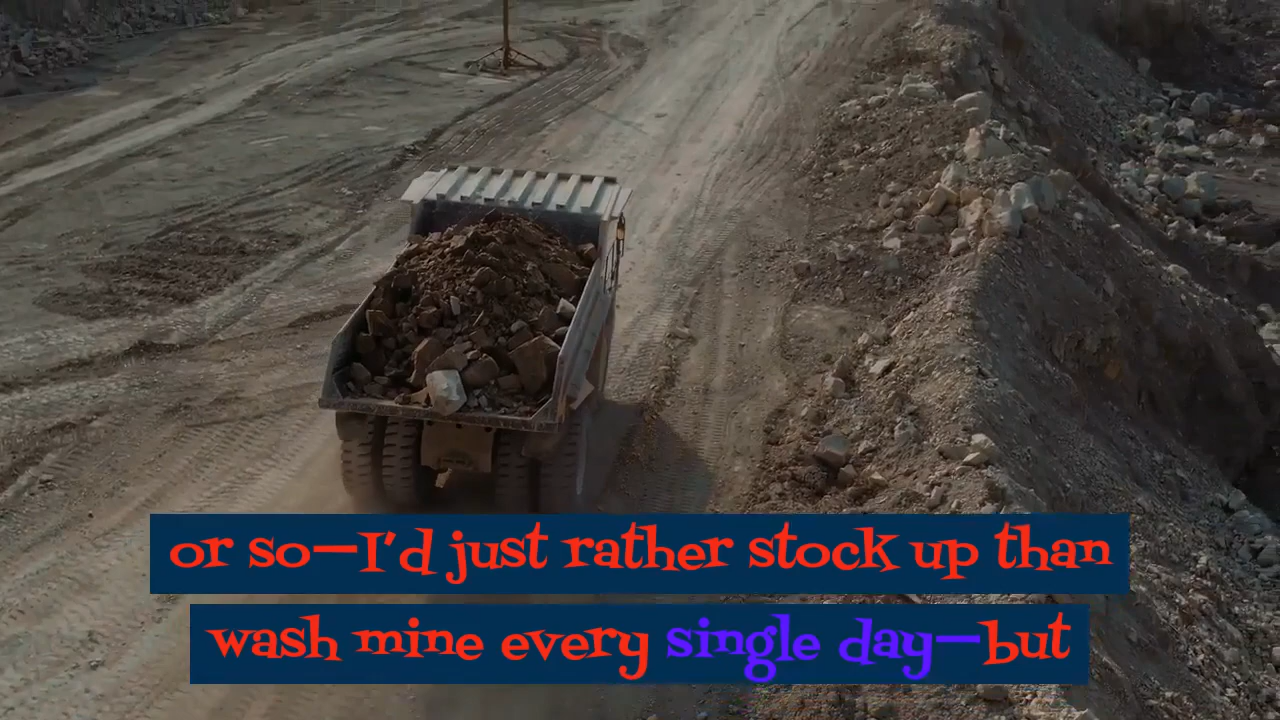 or so—I'd just rather stock up than
wash mine every single day—but